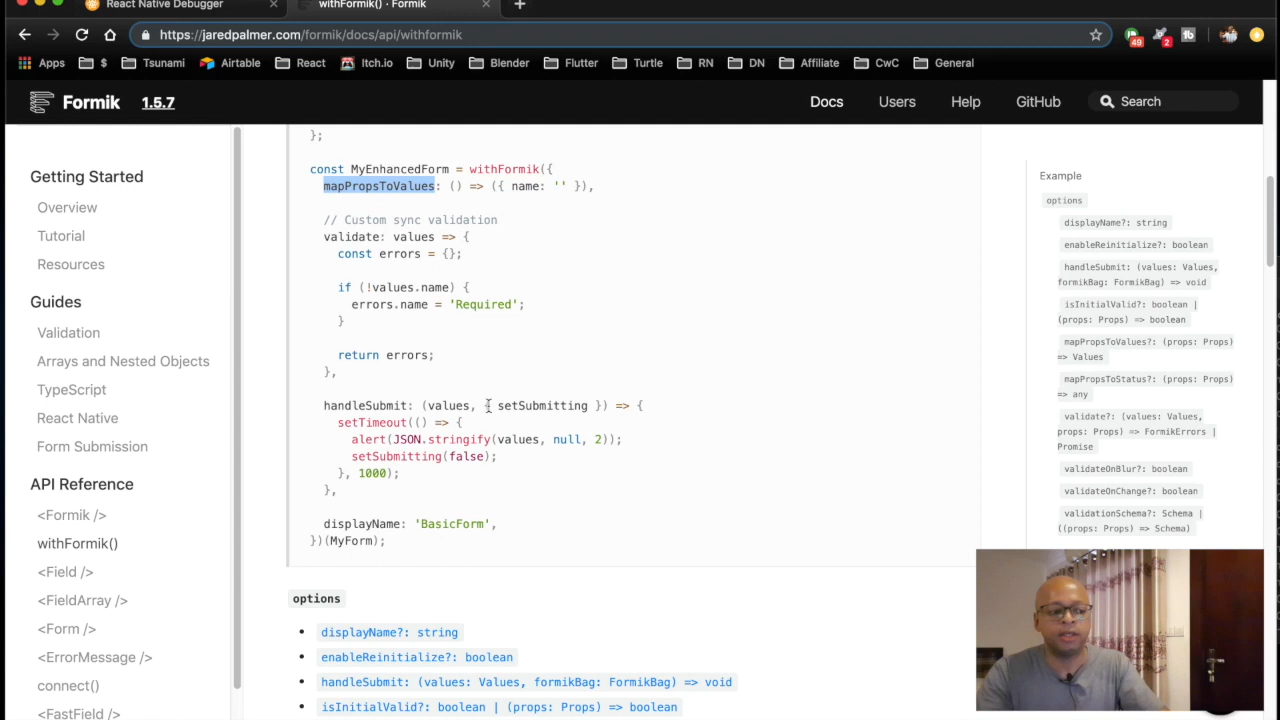 React Native Debugger × withFormik() · Formik × +
https://jaredpalmer.com/formik/docs/api/withformik 49 2 tb
Apps $ Tsunami Airtable React Itch.io Unity Blender Flutter Turtle RN DN Affiliate CwC General
Formik 1.5.7 Docs Users Help GitHub Search
Getting Started
Overview
Tutorial
Resources
Guides
Validation
Arrays and Nested Objects
TypeScript
React Native
Form Submission
API Reference
<Formik />
withFormik()
<Field />
<FieldArray />
<Form />
<ErrorMessage />
connect()
<FastField />
};
const MyEnhancedForm = withFormik({
mapPropsToValues: () => ({ name: '' }),
// Custom sync validation
validate: values => {
const errors = {};
if (!values.name) {
errors.name = 'Required';
}
return errors;
},
handleSubmit: (values, { setSubmitting }) => {
setTimeout(() => {
alert(JSON.stringify(values, null, 2));
setSubmitting(false);
}, 1000);
},
displayName: 'BasicForm',
})(MyForm);
options
• displayName?: string
• enableReinitialize?: boolean
• handleSubmit: (values: Values, formikBag: FormikBag) => void
• isInitialValid?: boolean | (props: Props) => boolean
Example
options
displayName?: string
enableReinitialize?: boolean
handleSubmit: (values: Values,
formikBag: FormikBag) => void
isInitialValid?: boolean |
(props: Props) => boolean
mapPropsToValues?: (props: Props)
=> Values
mapPropsToStatus?: (props: Props)
=> any
validate?: (values: Values,
props: Props) => FormikErrors |
Promise
validateOnBlur?: boolean
validateOnChange?: boolean
validationSchema?: Schema |
((props: Props) => Schema)